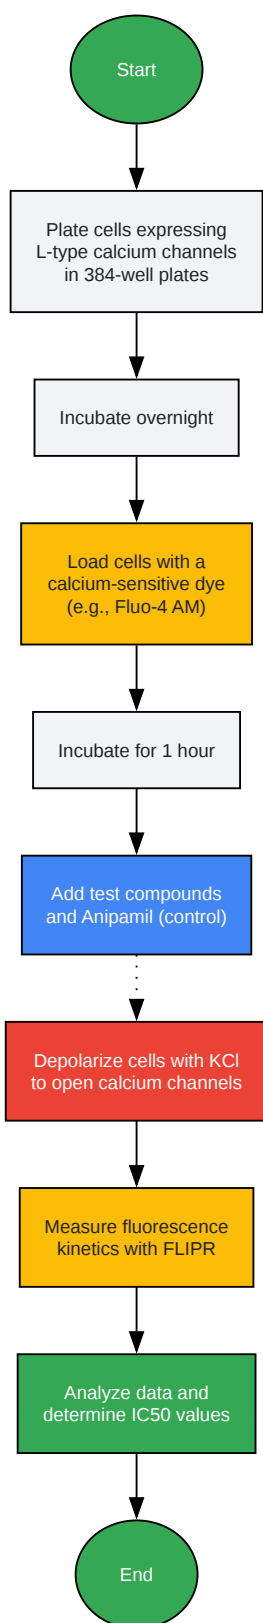 Start
Plate cells expressing
L-type calcium channels
in 384-well plates
Incubate overnight
Load cells with a
calcium-sensitive dye
(e.g., Fluo-4 AM)
Incubate for 1 hour
Add test compounds
and Anipamil (control)
Depolarize cells with KCl
to open calcium channels
Measure fluorescence
kinetics with FLIPR
Analyze data and
determine IC50 values
End